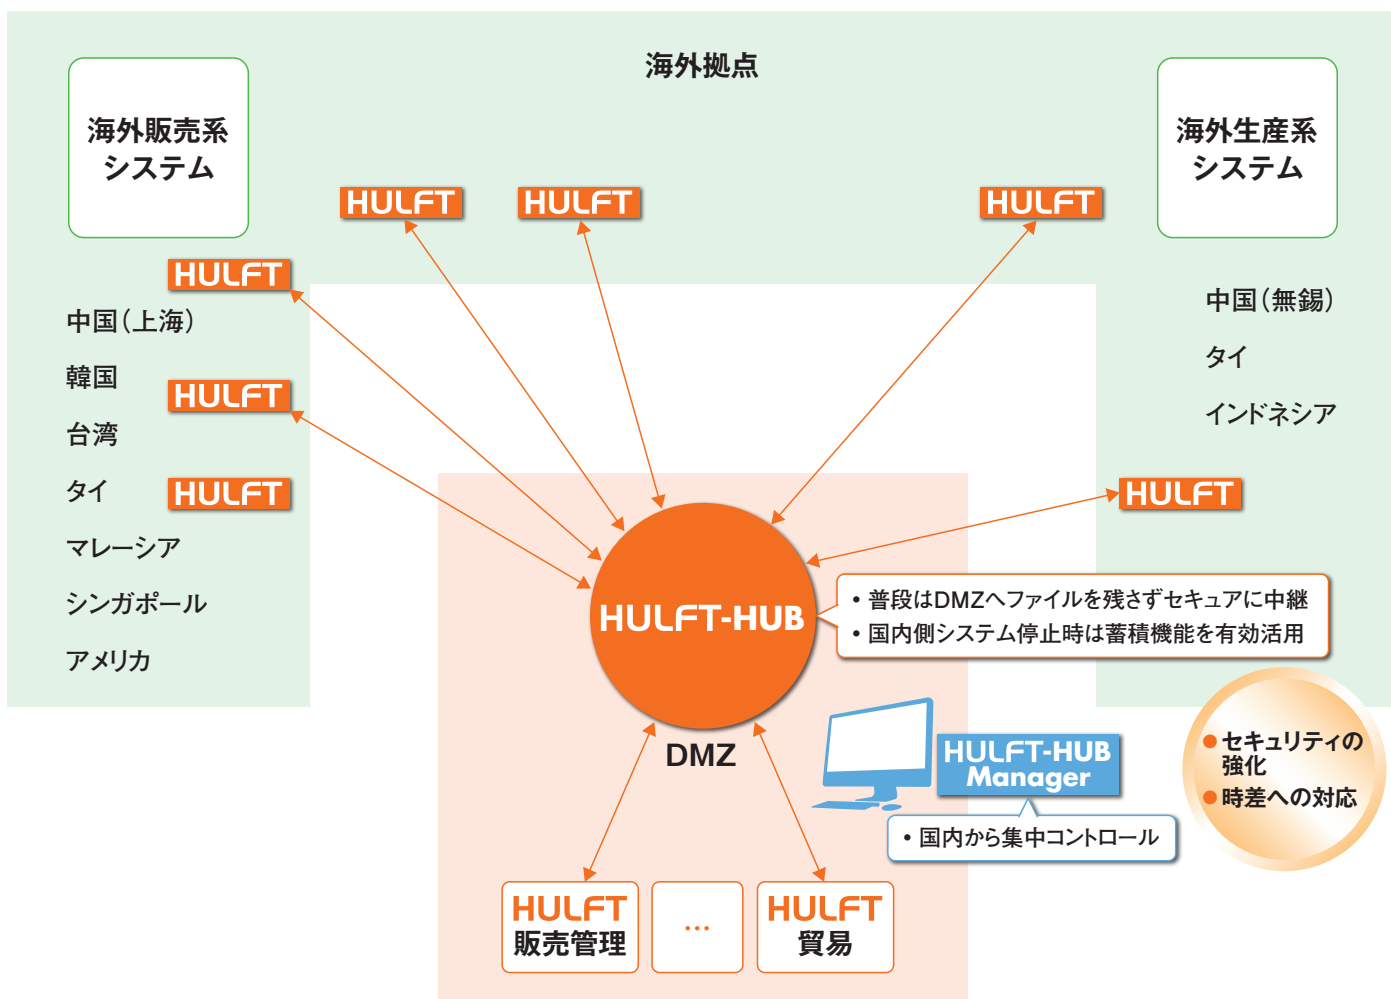 海外拠点
海外販売系
システム
海外生産系
システム
HULFT
HULFT
HULFT
HULFT
中国（上海）
韓国
HULFT
台湾
タイ
HULFT
マレーシア
シンガポール
アメリカ
中国（無錫）
タイ
インドネシア
HULFT
HULFT-HUB
・普段はDMZへファイルを残さずセキュアに中継
・国内側システム停止時は蓄積機能を有効活用
DMZ
HULFT-HUB
Manager
・国内から集中コントロール
●セキュリティの
強化
●時差への対応
HULFT
販売管理
…
HULFT
貿易